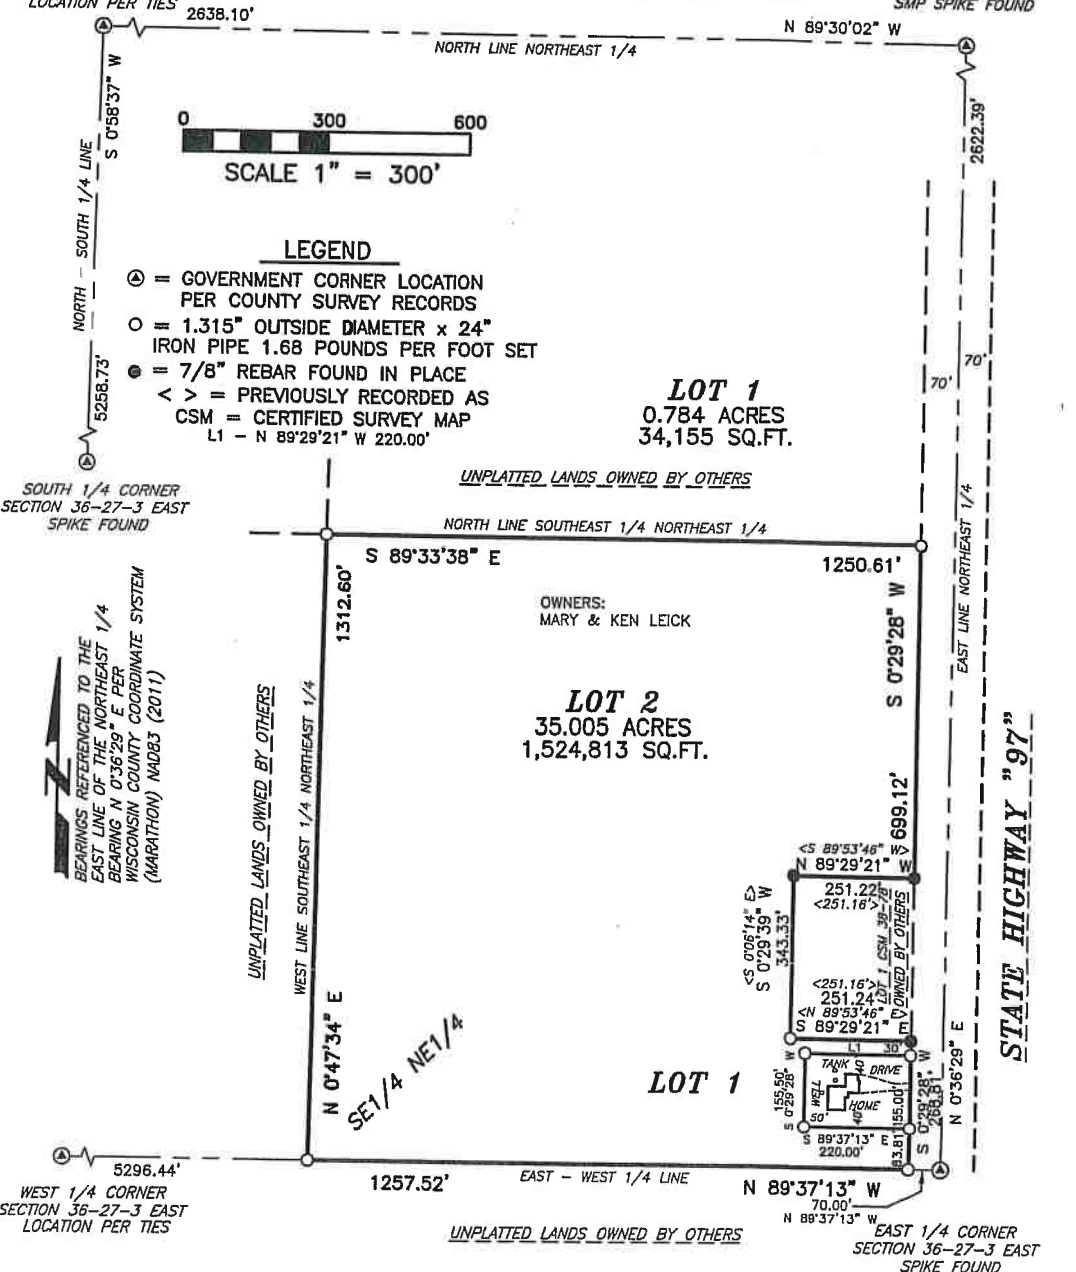 LOCATION PER TIES
SMP SPIKE FOUND
2638.10'
N 89°30'02" W
NORTH LINE NORTHEAST 1/4
S 0°58'37" W
NORTH - SOUTH 1/4 LINE
5258.73'
2622.39'
0 300 600
SCALE 1" = 300'
LEGEND
= GOVERNMENT CORNER LOCATION
PER COUNTY SURVEY RECORDS
= 1.315" OUTSIDE DIAMETER x 24"
IRON PIPE 1.68 POUNDS PER FOOT SET
= 7/8" REBAR FOUND IN PLACE
< > = PREVIOUSLY RECORDED AS
CSM = CERTIFIED SURVEY MAP
L1 - N 89°29'21" W 220.00'
LOT 1
0.784 ACRES
34,155 SQ.FT.
70'
70'
UNPLATTED LANDS OWNED BY OTHERS
SOUTH 1/4 CORNER
SECTION 36-27-3 EAST
SPIKE FOUND
NORTH LINE SOUTHEAST 1/4 NORTHEAST 1/4
S 89°33'38" E
1250.61'
1312.60'
OWNERS:
MARY & KEN LEICK
S 0°29'28" W
699.12'
EAST LINE NORTHEAST 1/4
STATE HIGHWAY "97"
LOT 2
35.005 ACRES
1,524,813 SQ.FT.
BEARINGS REFERENCED TO THE
EAST LINE OF THE NORTHEAST 1/4
BEARING N 0°36'29" E PER
WISCONSIN COUNTY COORDINATE SYSTEM
(MARATHON) NAD83 (2011)
N
UNPLATTED LANDS OWNED BY OTHERS
WEST LINE SOUTHEAST 1/4 NORTHEAST 1/4
N 0°47'34" E
SE1/4 NE1/4
<S 89°53'46" W>
N 89°29'21" W
251.22'
<251.16'>
<S 0°06'14" E>
S 0°29'39" W
343.33'
LOT 1 CSM 38-78
OWNED BY OTHERS
<251.16'>
251.24'
<N 89°53'46" E>
S 89°29'21" E
L1
30'
LOT 1
155.50'
S 0°29'28" W
TANK
40'
DRIVE
WELL
HOME
50'
40'
155.00'
S 89°37'13" E
220.00'
83.81'
S 0°29'28" W
268.81'
N 0°36'29" E
5296.44'
WEST 1/4 CORNER
SECTION 36-27-3 EAST
LOCATION PER TIES
1257.52'
EAST - WEST 1/4 LINE
N 89°37'13" W
70.00'
N 89°37'13" W
UNPLATTED LANDS OWNED BY OTHERS
EAST 1/4 CORNER
SECTION 36-27-3 EAST
SPIKE FOUND